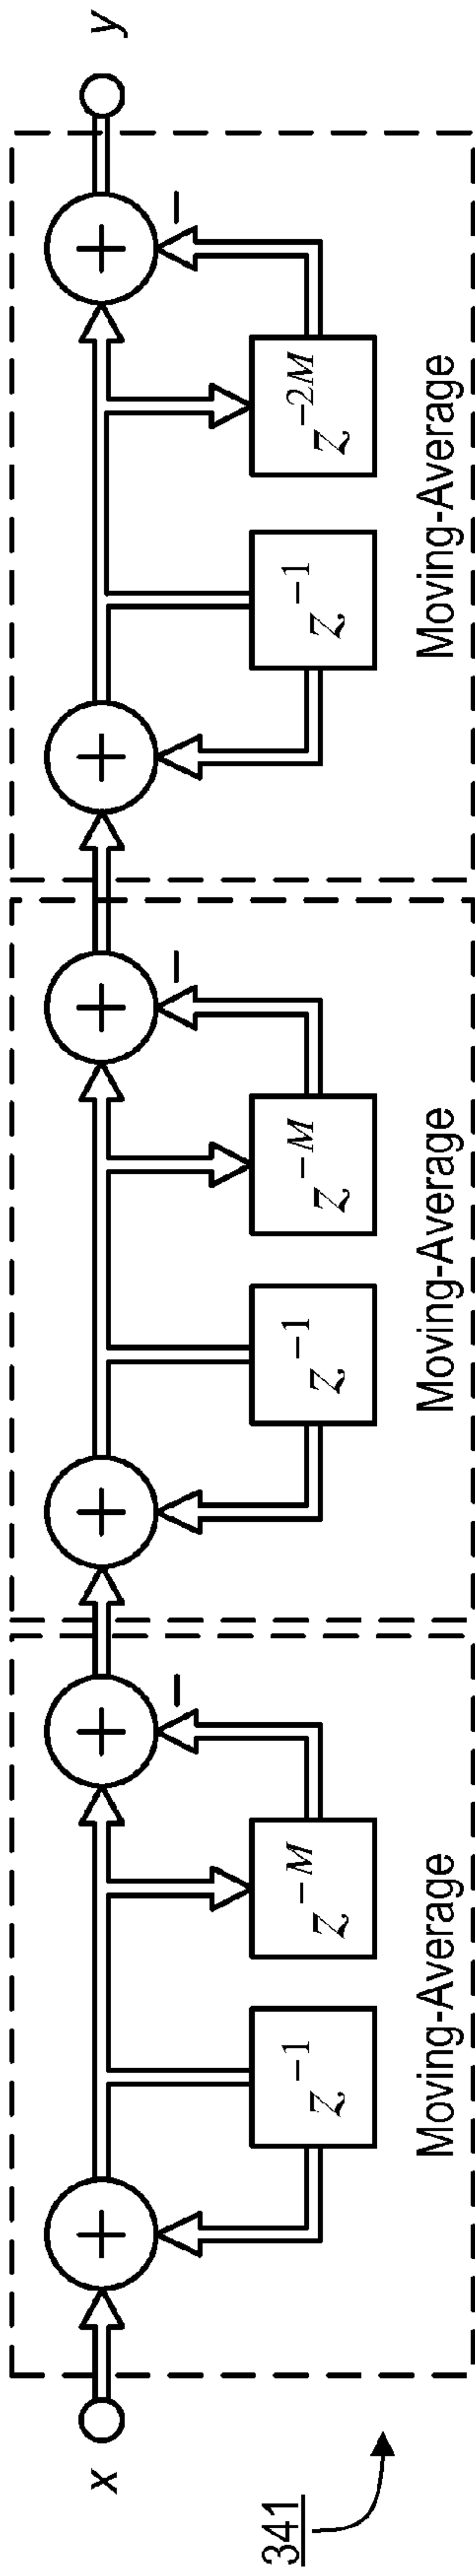 x
+
z⁻¹
z⁻ᴹ
+
−
Moving-Average
+
z⁻¹
z⁻ᴹ
+
−
Moving-Average
+
z⁻¹
z⁻²ᴹ
+
−
Moving-Average
y
341